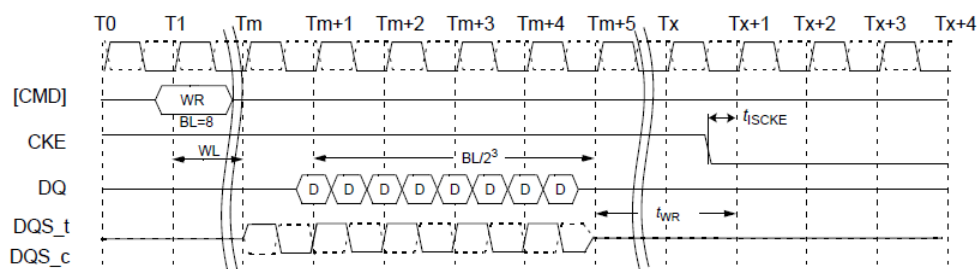 T0 T1 Tm Tm+1 Tm+2 Tm+3 Tm+4 Tm+5 Tx Tx+1 Tx+2 Tx+3 Tx+4
[CMD] WR
BL=8
tISCKE
CKE
WL BL/2³
DQ D D D D D D D D
DQS_t tWR
DQS_c